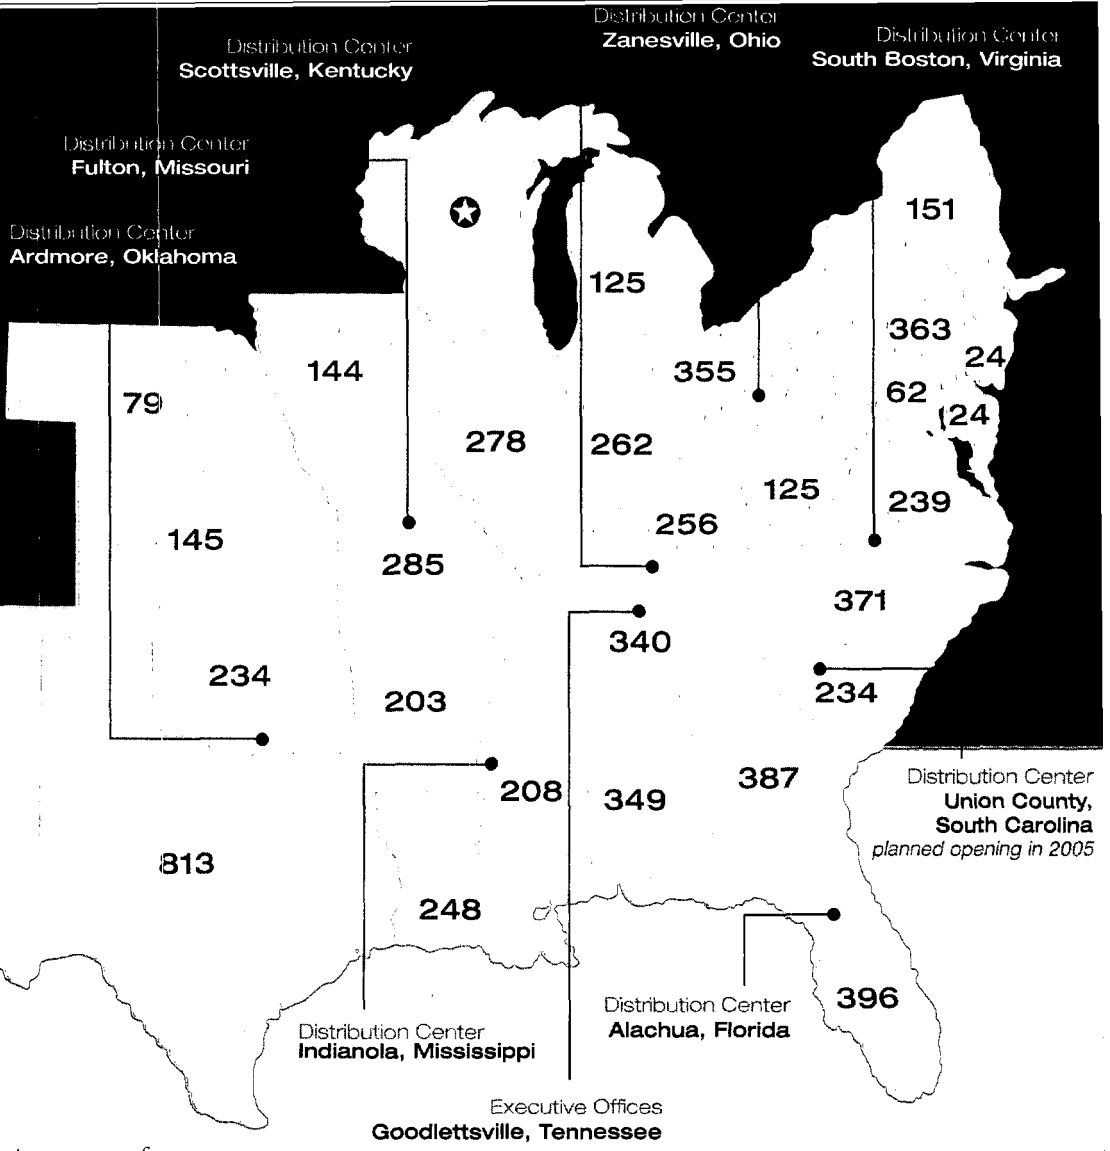 Distribution Center
Zanesville, Ohio
Distribution Center
South Boston, Virginia
Distribution Center
Scottsville, Kentucky
Distribution Center
Fulton, Missouri
Distribution Center
Ardmore, Oklahoma
151
125
363
24
144
355
62
79
24
278
262
125
239
256
145
285
371
340
234
234
203
387
208
349
813
248
396
Distribution Center
Union County,
South Carolina
planned opening in 2005
Distribution Center
Alachua, Florida
Distribution Center
Indianola, Mississippi
Executive Offices
Goodlettsville, Tennessee